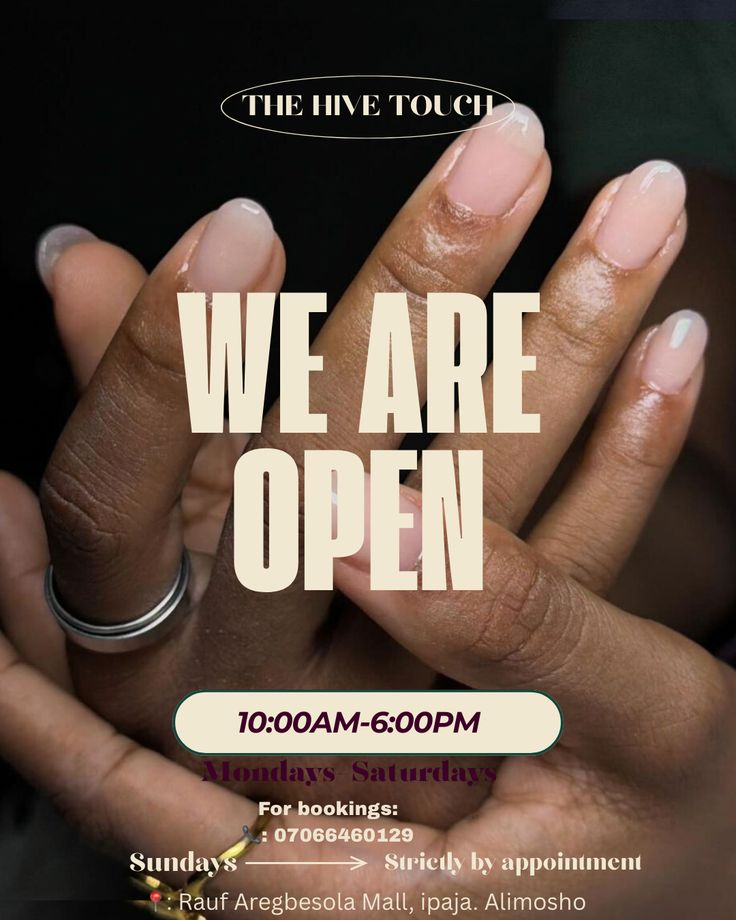 THE HIVE TOUCH
WE ARE
OPEN
10:00AM-6:00PM
Mondays-Saturdays
For bookings:
📞: 07066460129
Sundays → Strictly by appointment
📍: Rauf Aregbesola Mall, ipaja. Alimosho